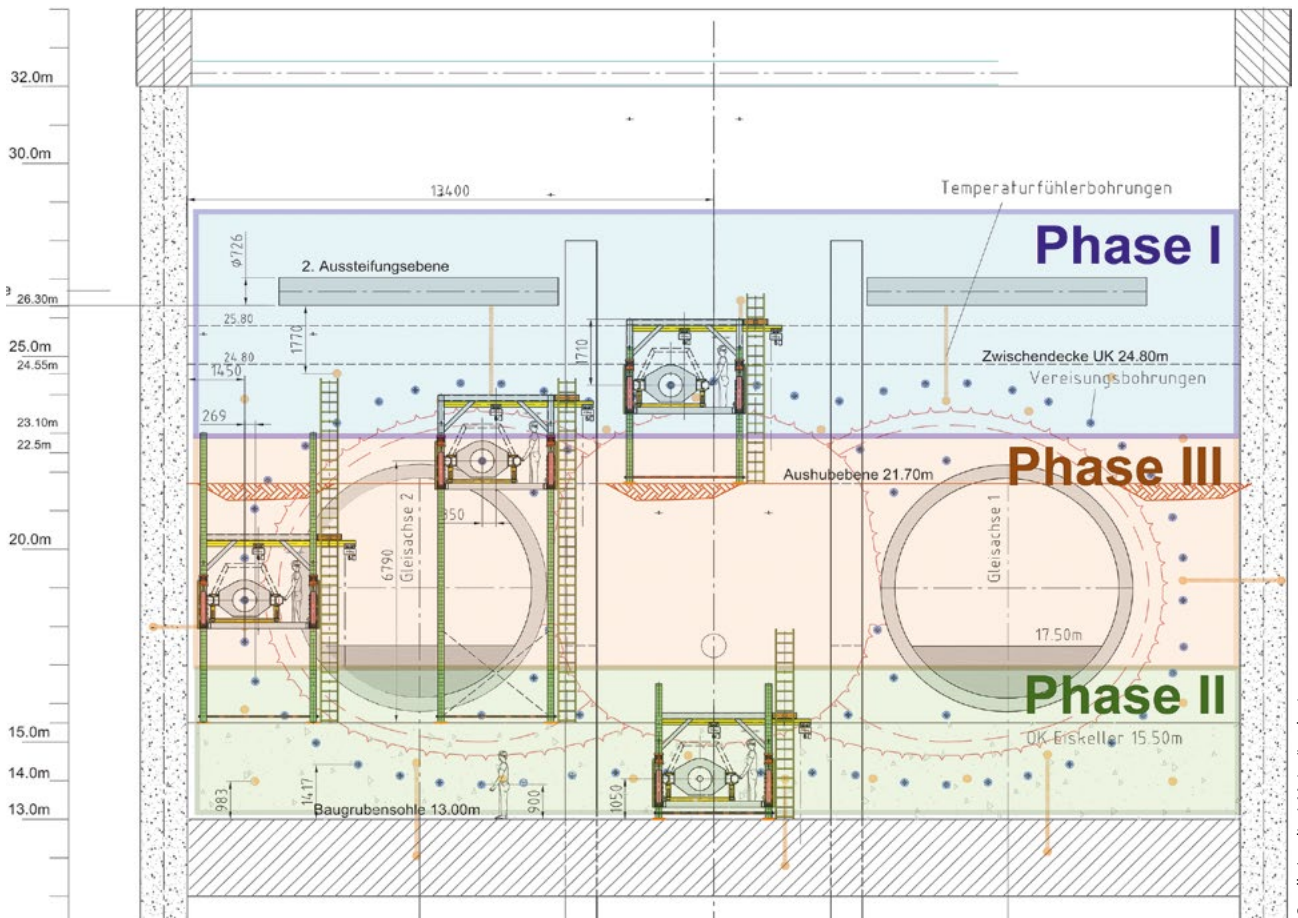 32.0m
30.0m
13400
Temperaturfühlerbohrungen
Phase I
ϕ726
2. Aussteifungsebene
e
26.30m
25.80
1770
1710
25.0m
24.80
Zwischendecke UK 24.80m
24.55m
1450
Vereisungsbohrungen
269
23.10m
22.5m
Phase III
Aushubebene 21.70m
350
20.0m
6790
Gleisachse 2
Gleisachse 1
17.50m
Phase II
15.0m
OK Eiskeller 15.50m
14.0m
983
1417
900
1050
13.0m
Baugrubensohle 13.00m